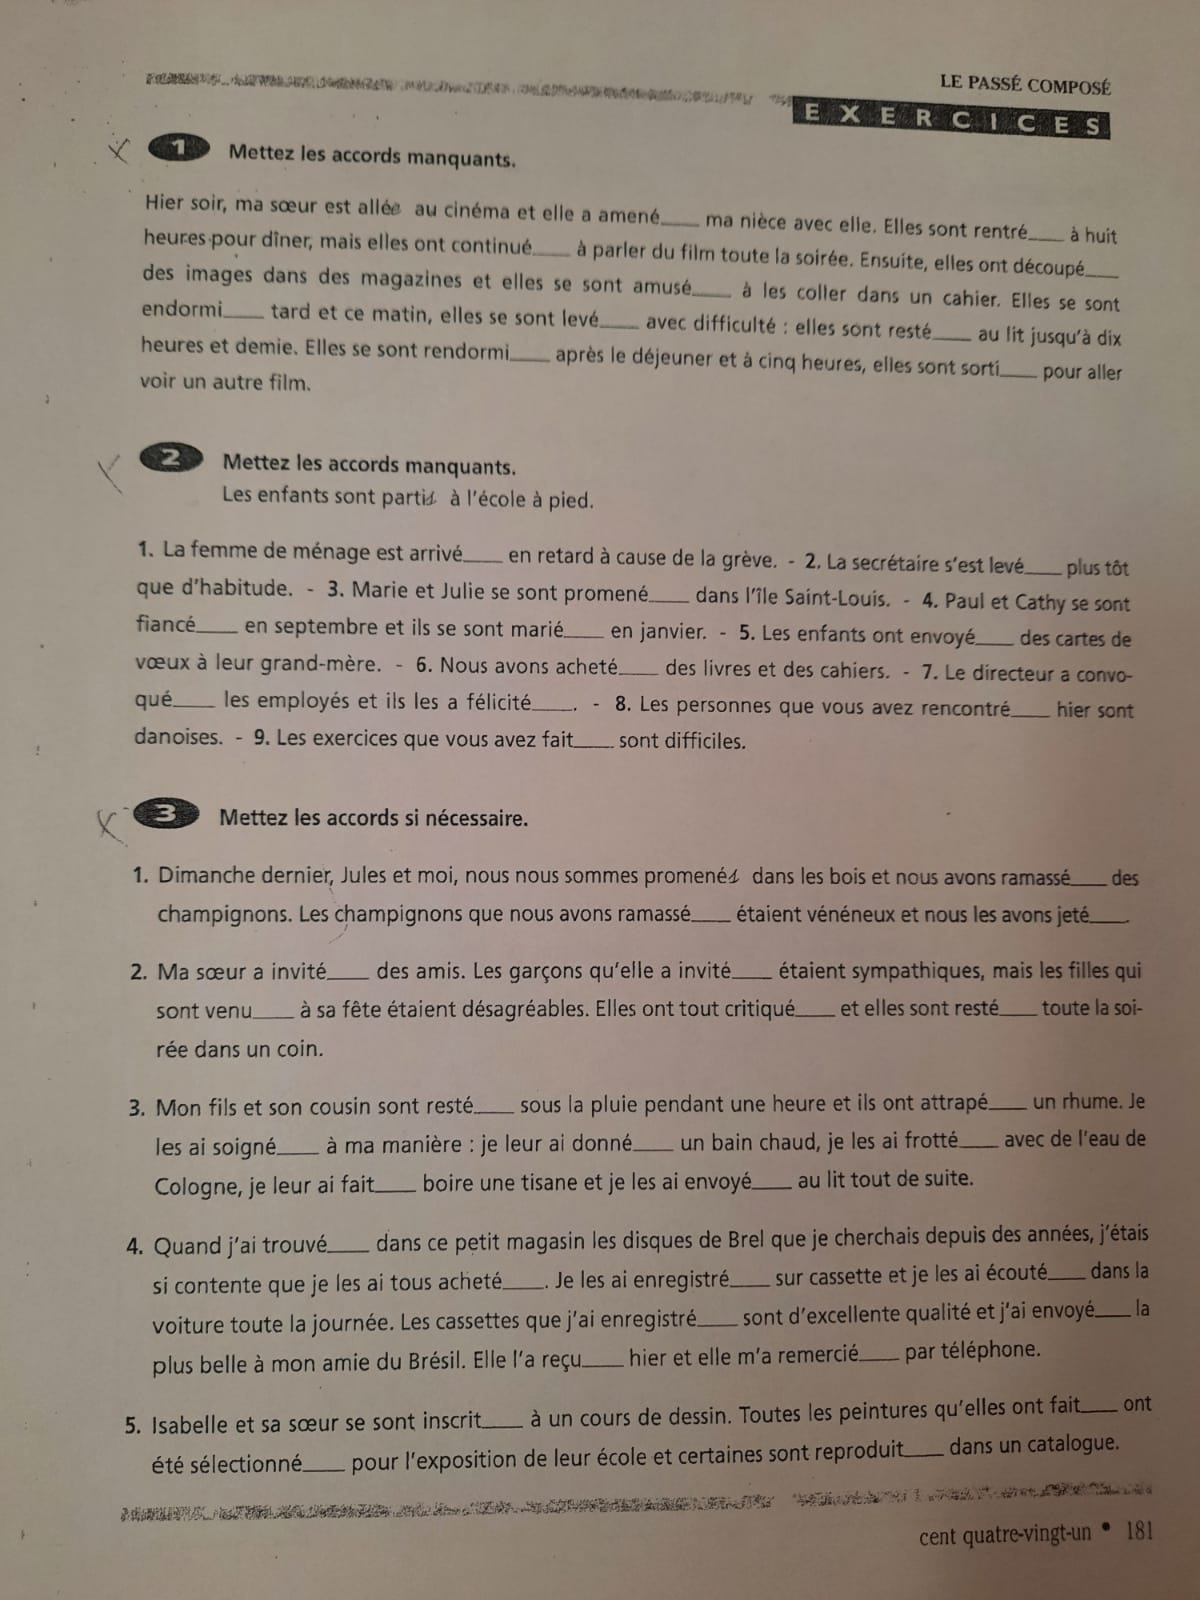 LE PASSÉ COMPOSÉ
EXERCICES
1 Mettez les accords manquants.
Hier soir, ma sœur est allée au cinéma et elle a amené____ ma nièce avec elle. Elles sont rentré____ à huit
heures pour dîner, mais elles ont continué____ à parler du film toute la soirée. Ensuite, elles ont découpé____
des images dans des magazines et elles se sont amusé____ à les coller dans un cahier. Elles se sont
endormi____ tard et ce matin, elles se sont levé____ avec difficulté : elles sont resté____ au lit jusqu'à dix
heures et demie. Elles se sont rendormi____ après le déjeuner et à cinq heures, elles sont sorti____ pour aller
voir un autre film.
2 Mettez les accords manquants.
Les enfants sont partis à l'école à pied.
1. La femme de ménage est arrivé____ en retard à cause de la grève. - 2. La secrétaire s'est levé____ plus tôt
que d'habitude. - 3. Marie et Julie se sont promené____ dans l'île Saint-Louis. - 4. Paul et Cathy se sont
fiancé____ en septembre et ils se sont marié____ en janvier. - 5. Les enfants ont envoyé____ des cartes de
vœux à leur grand-mère. - 6. Nous avons acheté____ des livres et des cahiers. - 7. Le directeur a convo-
qué____ les employés et ils les a félicité____. - 8. Les personnes que vous avez rencontré____ hier sont
danoises. - 9. Les exercices que vous avez fait____ sont difficiles.
3 Mettez les accords si nécessaire.
1. Dimanche dernier, Jules et moi, nous nous sommes promenés dans les bois et nous avons ramassé____ des
champignons. Les champignons que nous avons ramassé____ étaient vénéneux et nous les avons jeté____.
2. Ma sœur a invité____ des amis. Les garçons qu'elle a invité____ étaient sympathiques, mais les filles qui
sont venu____ à sa fête étaient désagréables. Elles ont tout critiqué____ et elles sont resté____ toute la soi-
rée dans un coin.
3. Mon fils et son cousin sont resté____ sous la pluie pendant une heure et ils ont attrapé____ un rhume. Je
les ai soigné____ à ma manière : je leur ai donné____ un bain chaud, je les ai frotté____ avec de l'eau de
Cologne, je leur ai fait____ boire une tisane et je les ai envoyé____ au lit tout de suite.
4. Quand j'ai trouvé____ dans ce petit magasin les disques de Brel que je cherchais depuis des années, j'étais
si contente que je les ai tous acheté____. Je les ai enregistré____ sur cassette et je les ai écouté____ dans la
voiture toute la journée. Les cassettes que j'ai enregistré____ sont d'excellente qualité et j'ai envoyé____ la
plus belle à mon amie du Brésil. Elle l'a reçu____ hier et elle m'a remercié____ par téléphone.
5. Isabelle et sa sœur se sont inscrit____ à un cours de dessin. Toutes les peintures qu'elles ont fait____ ont
été sélectionné____ pour l'exposition de leur école et certaines sont reproduit____ dans un catalogue.
cent quatre-vingt-un • 181